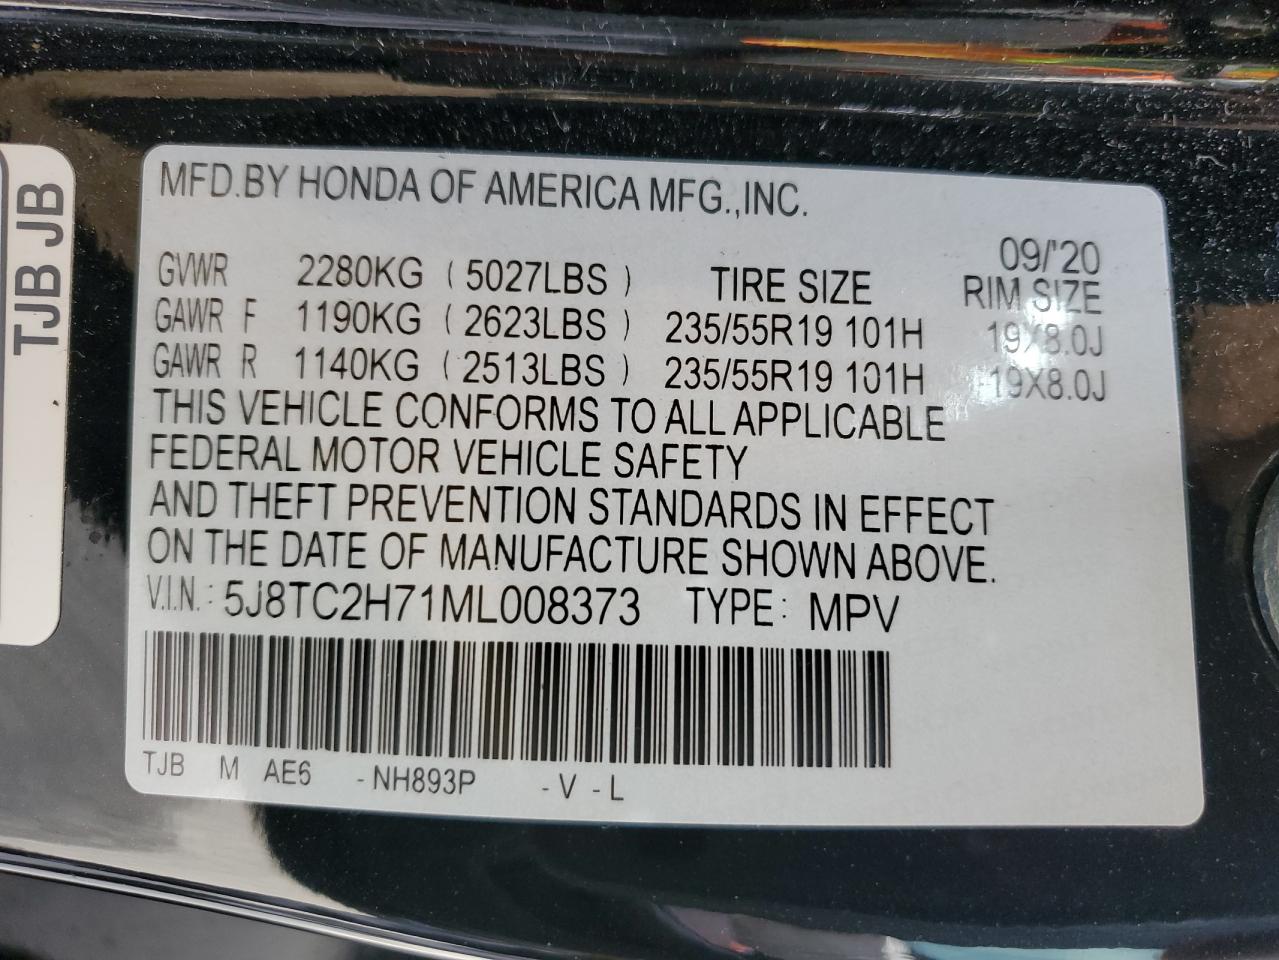 TJB JB
MFD.BY HONDA OF AMERICA MFG.,INC.
09/'20
GVWR 2280KG ( 5027LBS ) TIRE SIZE RIM SIZE
GAWR F 1190KG ( 2623LBS ) 235/55R19 101H 19X8.0J
GAWR R 1140KG ( 2513LBS ) 235/55R19 101H 19X8.0J
THIS VEHICLE CONFORMS TO ALL APPLICABLE
FEDERAL MOTOR VEHICLE SAFETY
AND THEFT PREVENTION STANDARDS IN EFFECT
ON THE DATE OF MANUFACTURE SHOWN ABOVE.
V.I.N.: 5J8TC2H71ML008373 TYPE: MPV
TJB M AE6 -NH893P -V -L